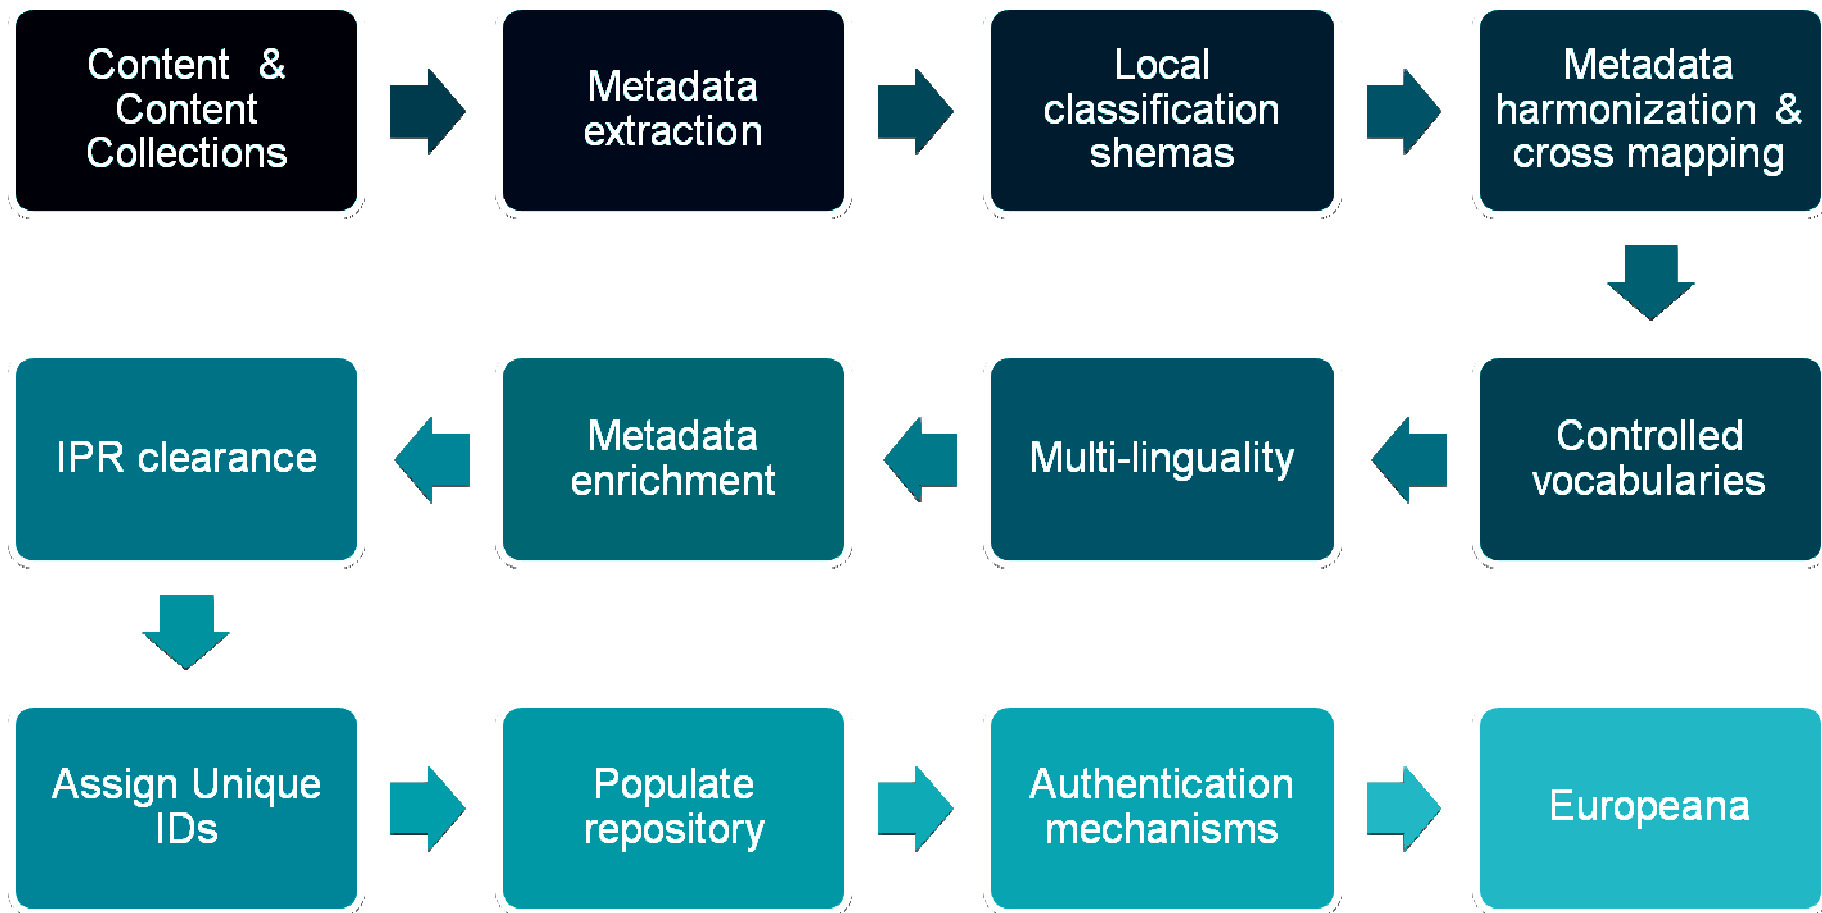 Content &
Content
Collections
Metadata
extraction
Local
classification
shemas
Metadata
harmonization &
cross mapping
Controlled
vocabularies
Multi-linguality
Metadata
enrichment
IPR clearance
Assign Unique
IDs
Populate
repository
Authentication
mechanisms
Europeana